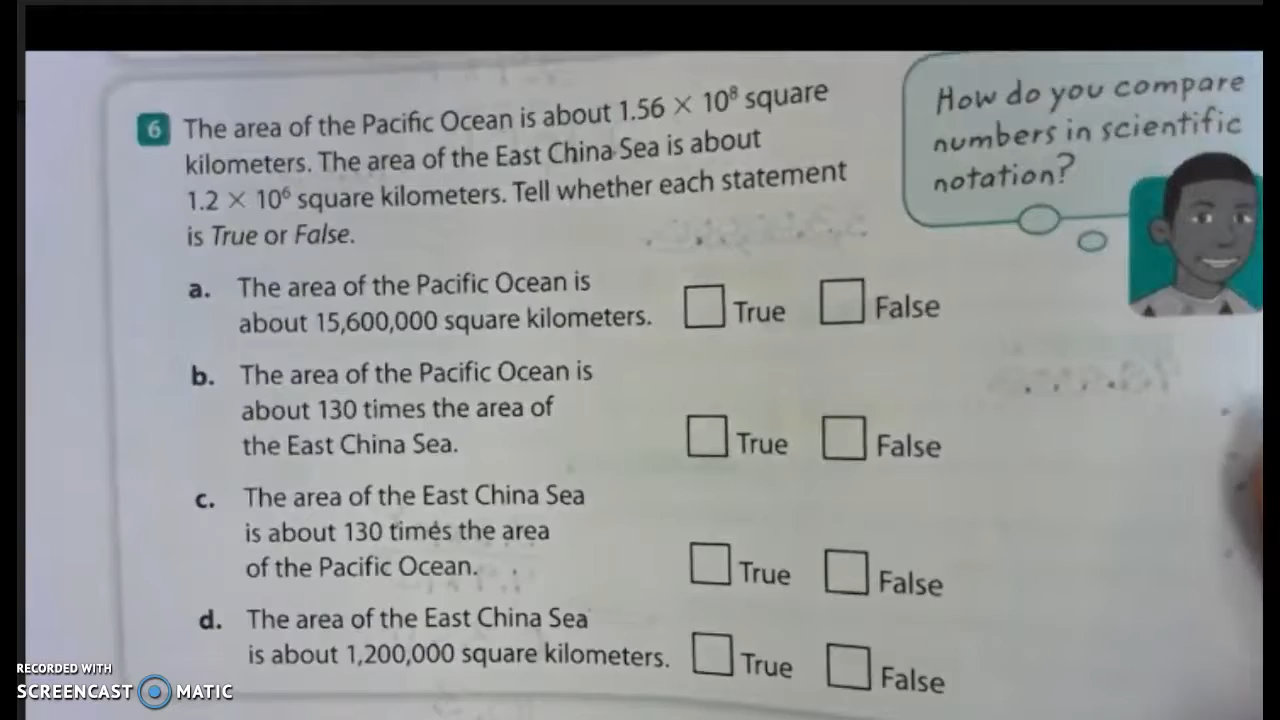 6 The area of the Pacific Ocean is about 1.56 × 10⁸ square
kilometers. The area of the East China Sea is about
1.2 × 10⁶ square kilometers. Tell whether each statement
is True or False.
How do you compare
numbers in scientific
notation?
a. The area of the Pacific Ocean is
about 15,600,000 square kilometers. True False
b. The area of the Pacific Ocean is
about 130 times the area of
the East China Sea. True False
c. The area of the East China Sea
is about 130 times the area
of the Pacific Ocean. True False
d. The area of the East China Sea
is about 1,200,000 square kilometers. True False
RECORDED WITH
SCREENCAST MATIC